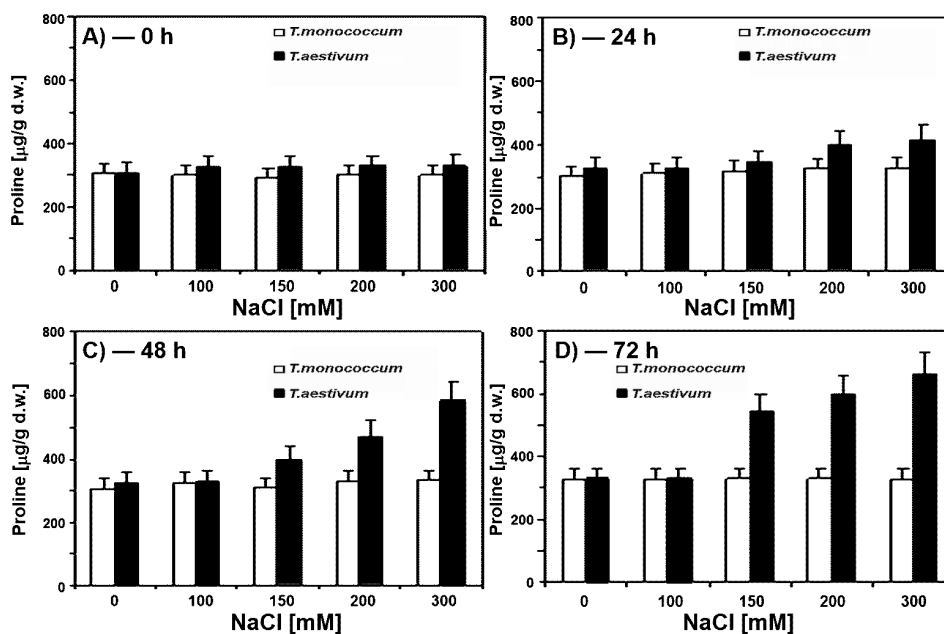 A) — 0 h
T.monococcum
T.aestivum
Proline [µg/g d.w.]
800
600
400
200
0
0 100 150 200 300
NaCl [mM]
B) — 24 h
T.monococcum
T.aestivum
Proline [µg/g d.w.]
800
600
400
200
0
0 100 150 200 300
NaCl [mM]
C) — 48 h
T.monococcum
T.aestivum
Proline [µg/g d.w.]
800
600
400
200
0
0 100 150 200 300
NaCl [mM]
D) — 72 h
T.monococcum
T.aestivum
Proline [µg/g d.w.]
800
600
400
200
0
0 100 150 200 300
NaCl [mM]